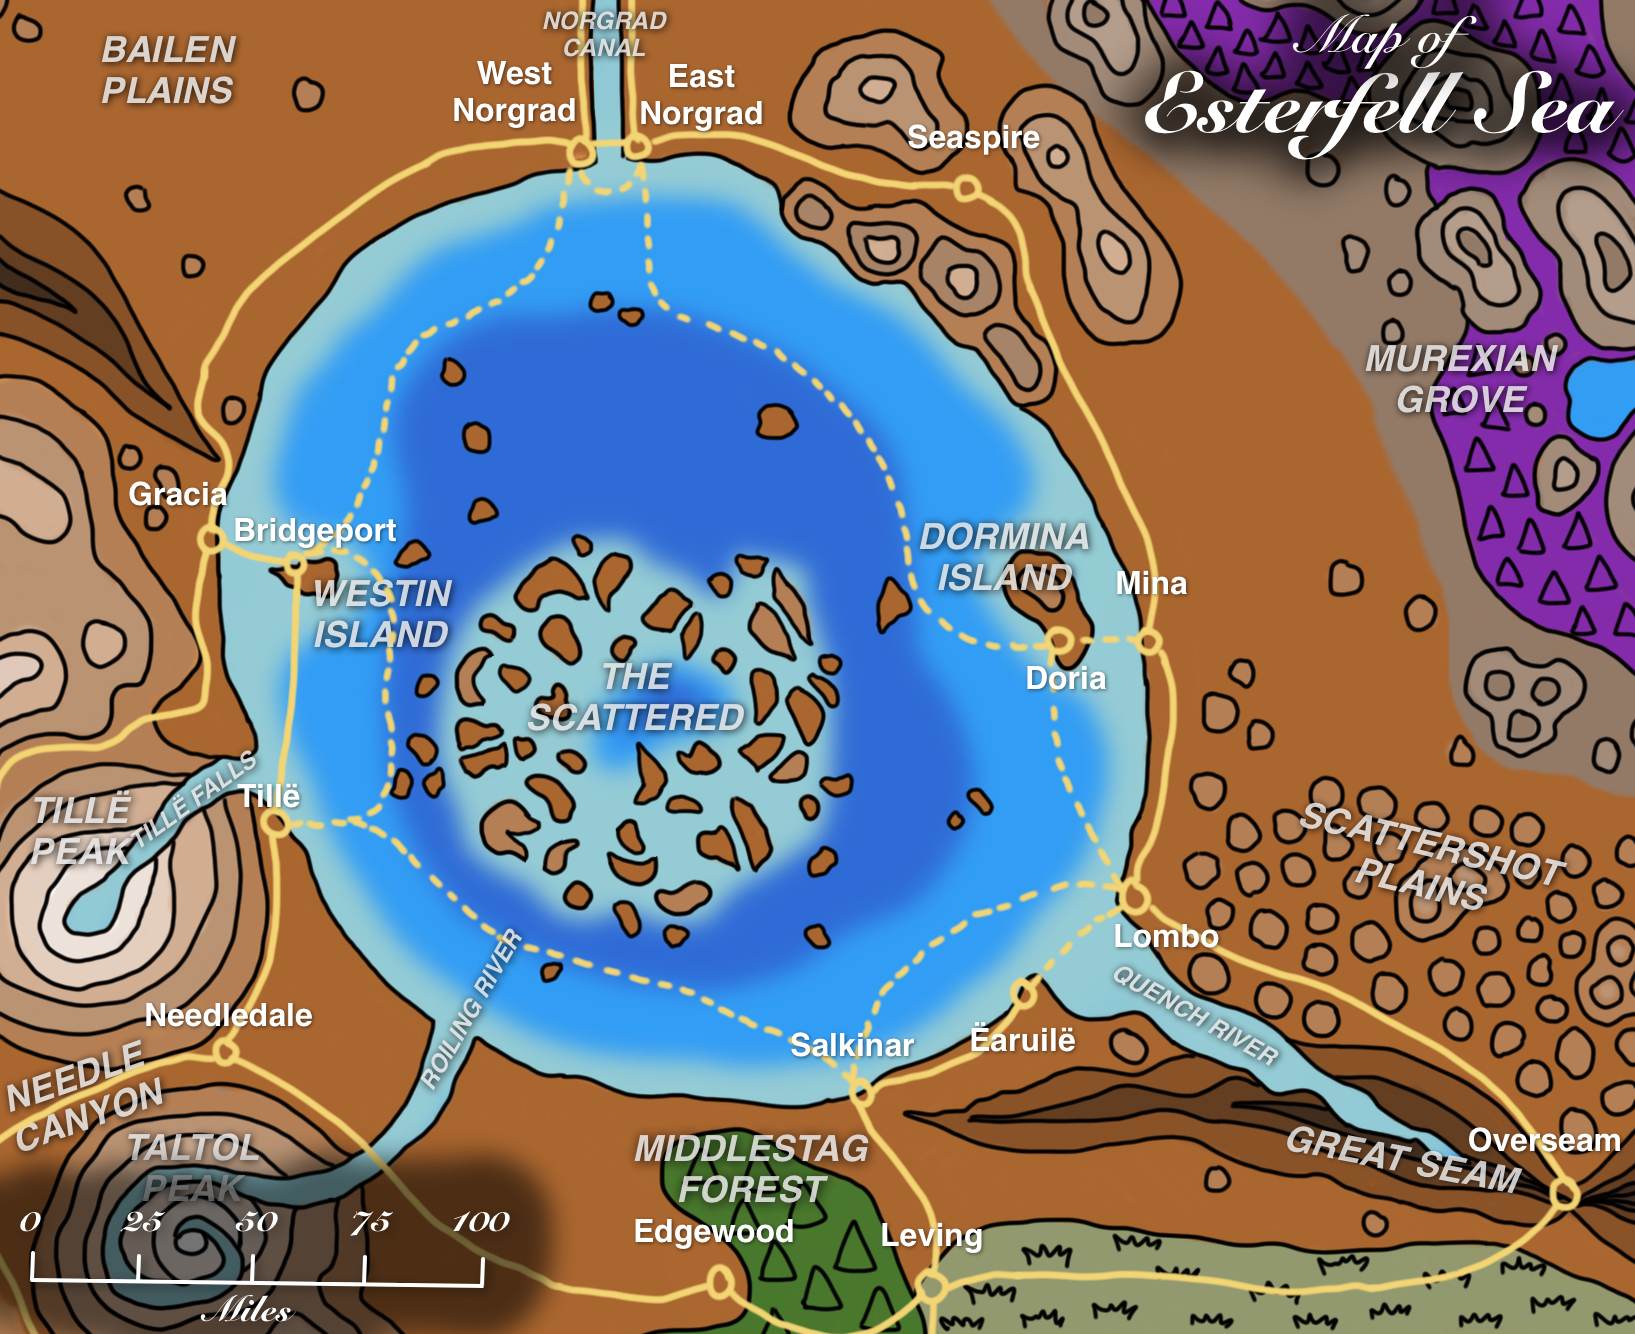 NORGRAD
CANAL
Map of
Esterfell Sea
BAILEN
PLAINS
West
Norgrad
East
Norgrad
Seaspire
MUREXIAN
GROVE
Gracia
Bridgeport
WESTIN
ISLAND
DORMINA
ISLAND
Mina
Doria
THE
SCATTERED
TILLË FALLS
Tillë
TILLË
PEAK
SCATTERSHOT
PLAINS
Lombo
QUENCH RIVER
ROILING RIVER
Needledale
Salkinar
Ëaruilë
NEEDLE
CANYON
TALTOL
PEAK
MIDDLESTAG
FOREST
GREAT SEAM
Overseam
Edgewood
Leving
0 25 50 75 100
Miles